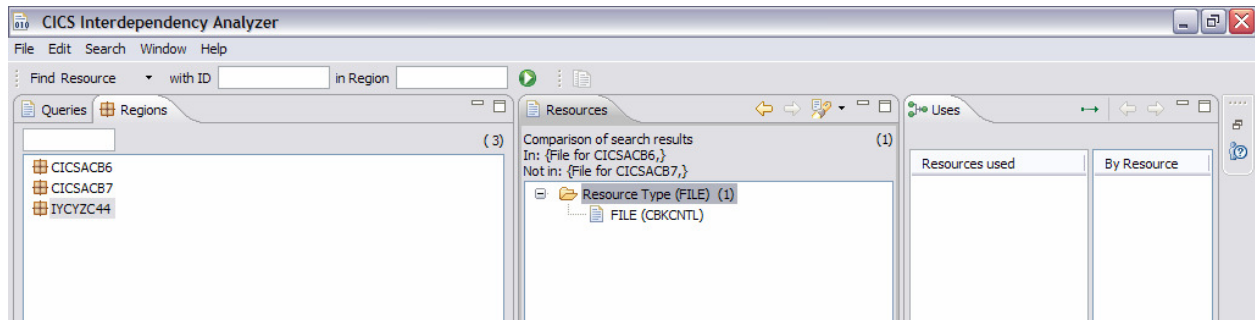 CICS Interdependency Analyzer
File Edit Search Window Help
Find Resource with ID in Region
Queries Regions
(3)
CICSACB6
CICSACB7
IYCYZC44
Resources
Comparison of search results (1)
In: {File for CICSACB6,}
Not in: {File for CICSACB7,}
Resource Type (FILE) (1)
FILE (CBKCNTL)
Uses
Resources used By Resource